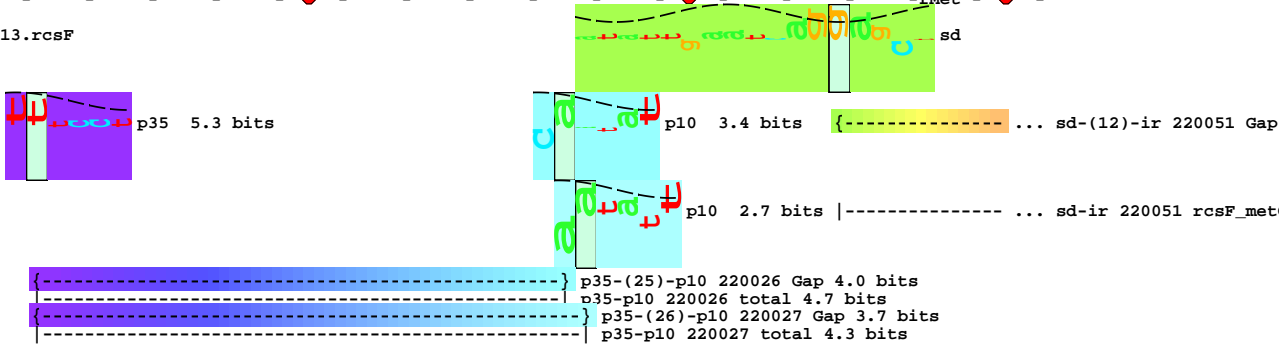 fMet
13.rcsF
sd
p35 5.3 bits
p10 3.4 bits
{--------------- ... sd-(12)-ir 220051 Gap
p10 2.7 bits
|--------------- ... sd-ir 220051 rcsF_met
{--------------------------------------------------} p35-(25)-p10 220026 Gap 4.0 bits
|--------------------------------------------------| p35-p10 220026 total 4.7 bits
{----------------------------------------------------} p35-(26)-p10 220027 Gap 3.7 bits
|----------------------------------------------------| p35-p10 220027 total 4.3 bits